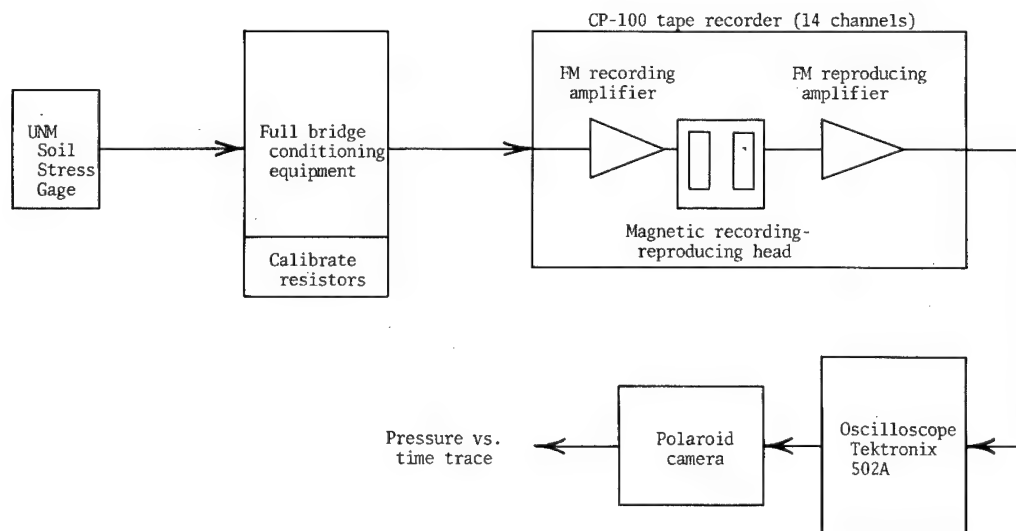 CP-100 tape recorder (14 channels)
FM recording
amplifier
FM reproducing
amplifier
UNM
Soil
Stress
Gage
Full bridge
conditioning
equipment
Magnetic recording-
reproducing head
Calibrate
resistors
Pressure vs.
time trace
Polaroid
camera
Oscilloscope
Tektronix
502A